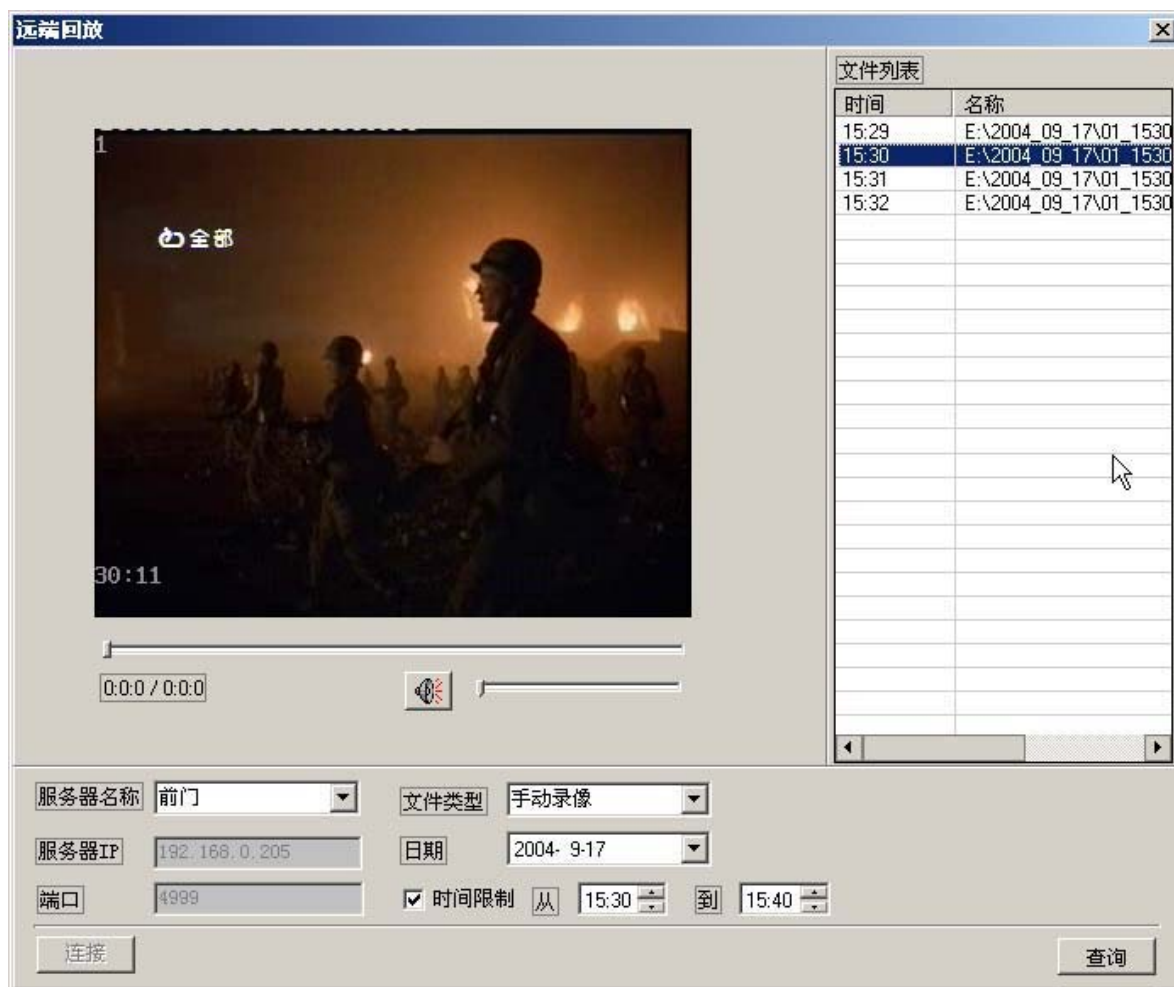 远端回放
文件列表
时间 名称
15:29 E:\2004_09_17\01_1530
15:30 E:\2004_09_17\01_1530
15:31 E:\2004_09_17\01_1530
15:32 E:\2004_09_17\01_1530
1
全部
30:11
0:0:0 / 0:0:0
服务器名称 前门 文件类型 手动录像
服务器IP 192.168.0.205 日期 2004- 9-17
端口 4999 时间限制 从 15:30 到 15:40
连接 查询